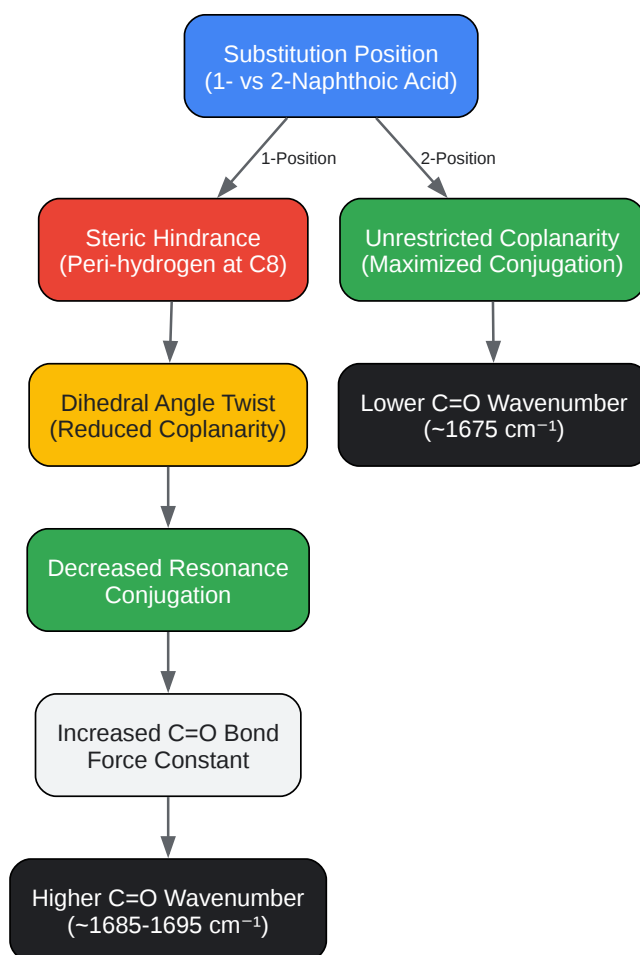 Substitution Position
(1- vs 2-Naphthoic Acid)
1-Position
2-Position
Steric Hindrance
(Peri-hydrogen at C8)
Unrestricted Coplanarity
(Maximized Conjugation)
Dihedral Angle Twist
(Reduced Coplanarity)
Lower C=O Wavenumber
(~1675 cm⁻¹)
Decreased Resonance
Conjugation
Increased C=O Bond
Force Constant
Higher C=O Wavenumber
(~1685-1695 cm⁻¹)